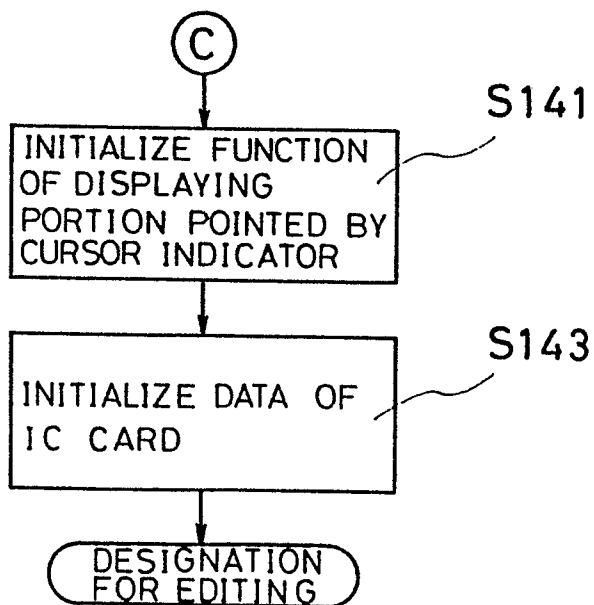 C
S141
INITIALIZE FUNCTION
OF DISPLAYING
PORTION POINTED BY
CURSOR INDICATOR
S143
INITIALIZE DATA OF
IC CARD
DESIGNATION
FOR EDITING